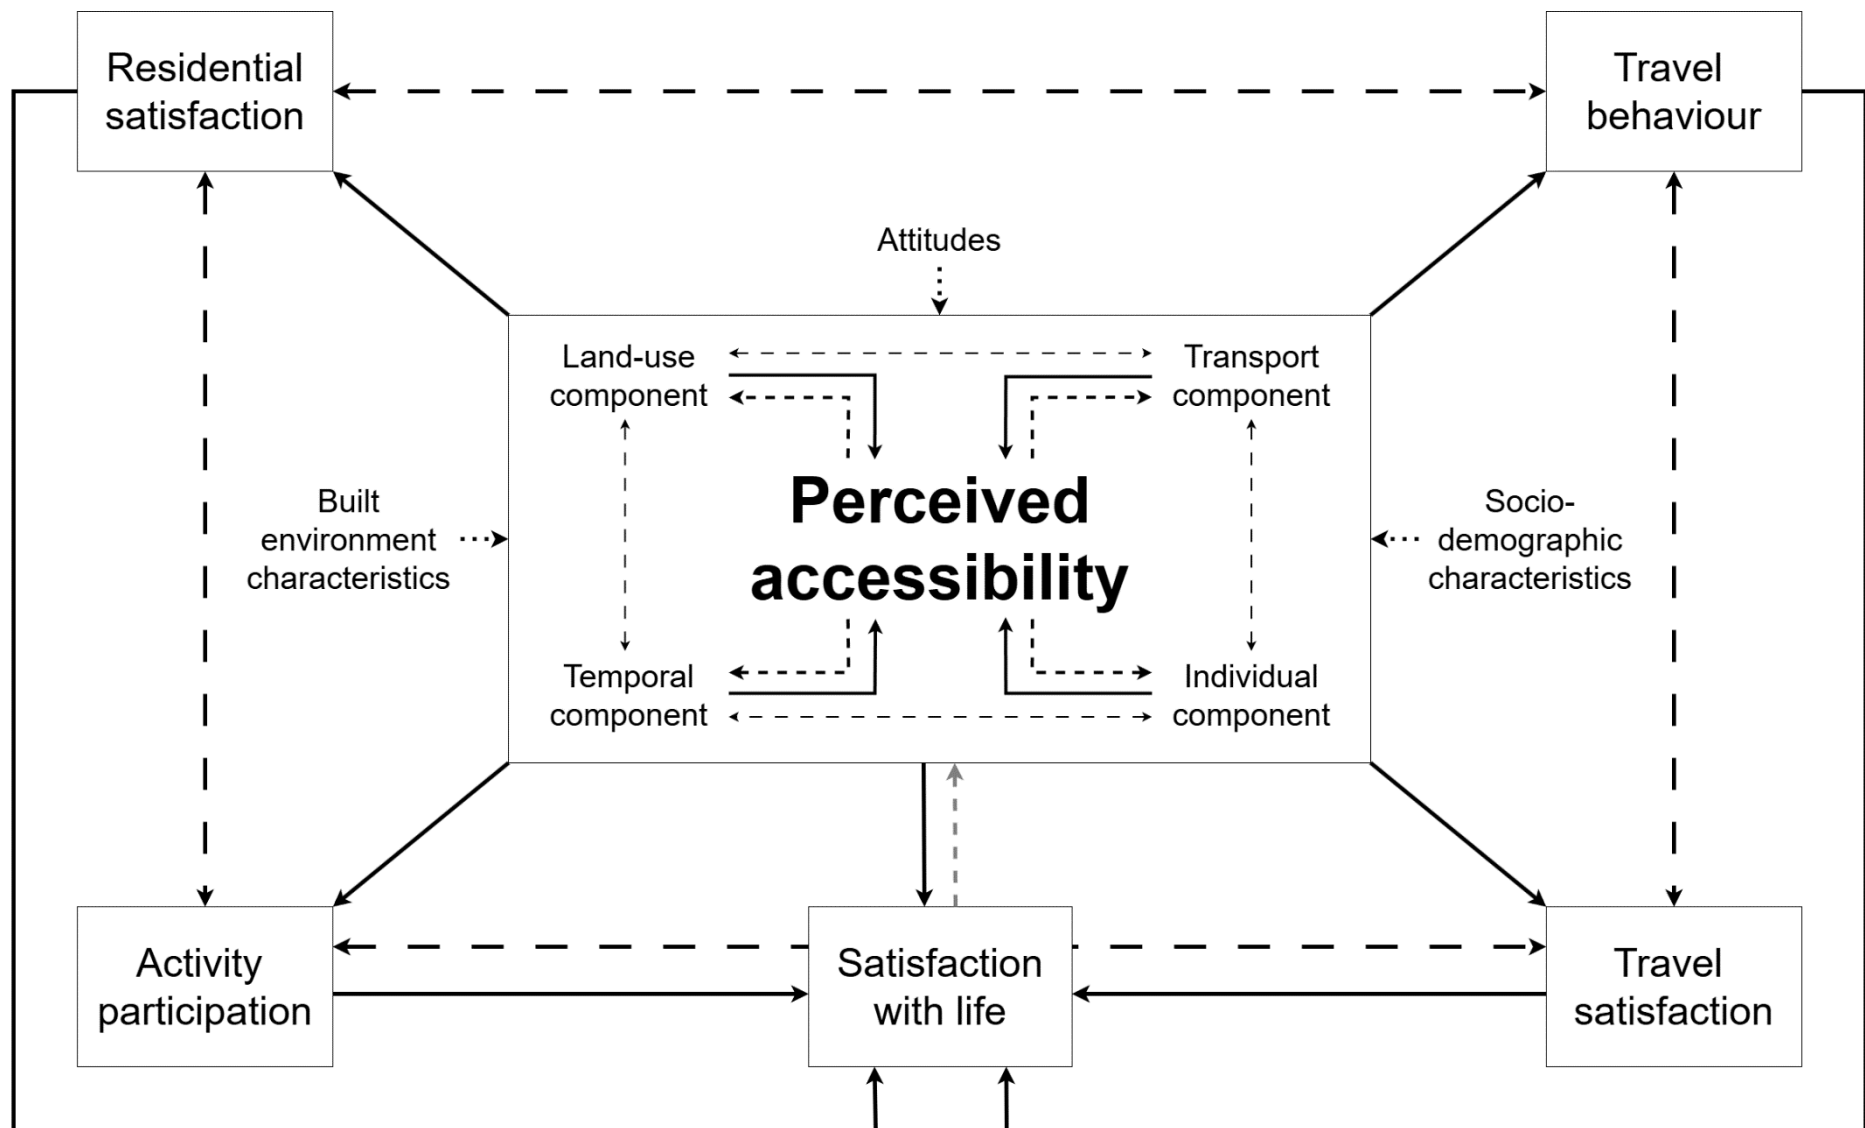 Residential
satisfaction
Travel
behaviour
Attitudes
Land-use
component
Transport
component
Perceived
accessibility
Built
environment
characteristics
Socio-
demographic
characteristics
Temporal
component
Individual
component
Activity
participation
Satisfaction
with life
Travel
satisfaction